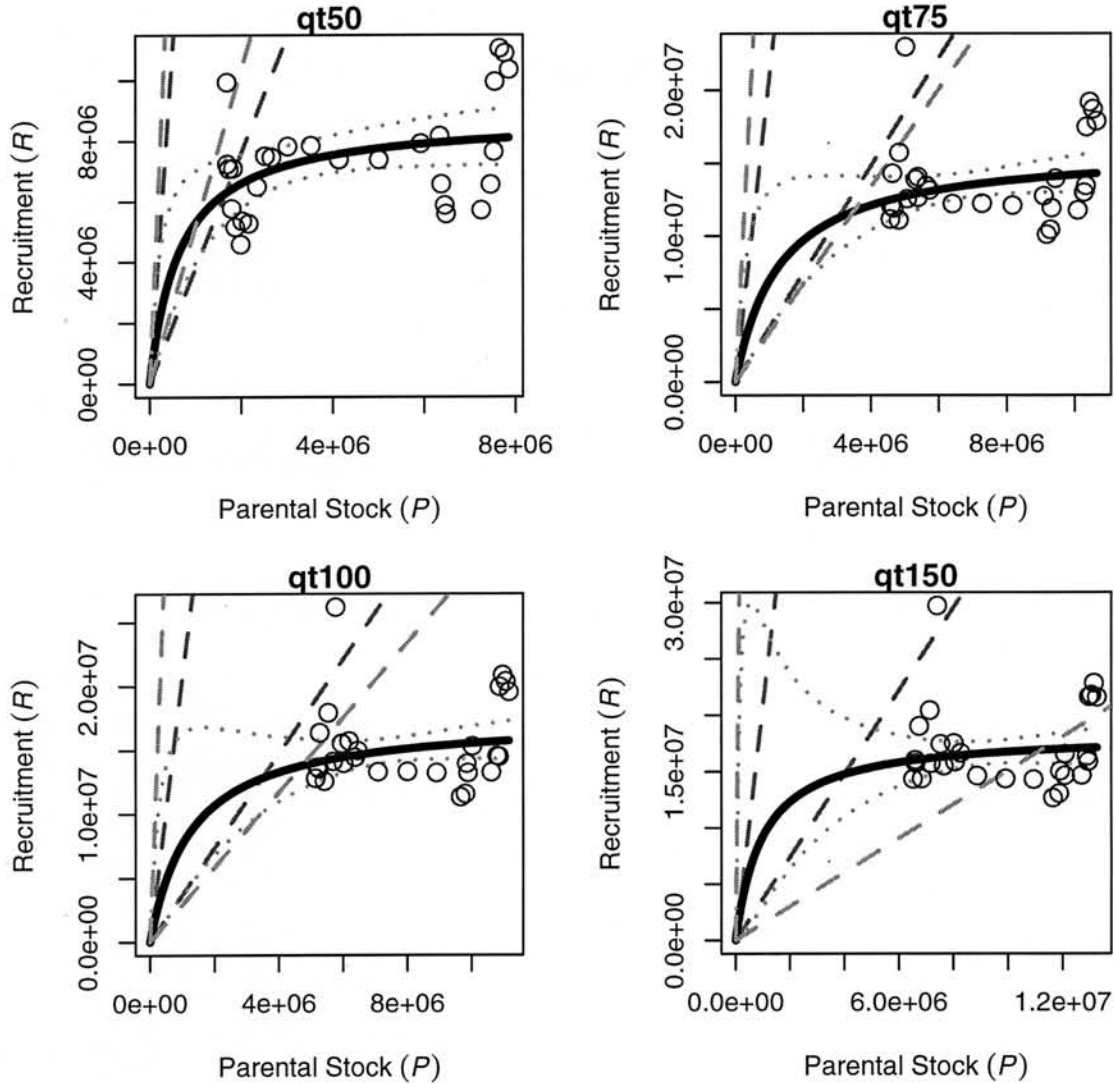 qt50
Recruitment (R)
0e+00 4e+06 8e+06
0e+00 4e+06 8e+06
Parental Stock (P)
qt75
Recruitment (R)
0.0e+00 1.0e+07 2.0e+07
0e+00 4e+06 8e+06
Parental Stock (P)
qt100
Recruitment (R)
0.0e+00 1.0e+07 2.0e+07
0e+00 4e+06 8e+06
Parental Stock (P)
qt150
Recruitment (R)
0.0e+00 1.5e+07 3.0e+07
0.0e+00 6.0e+06 1.2e+07
Parental Stock (P)